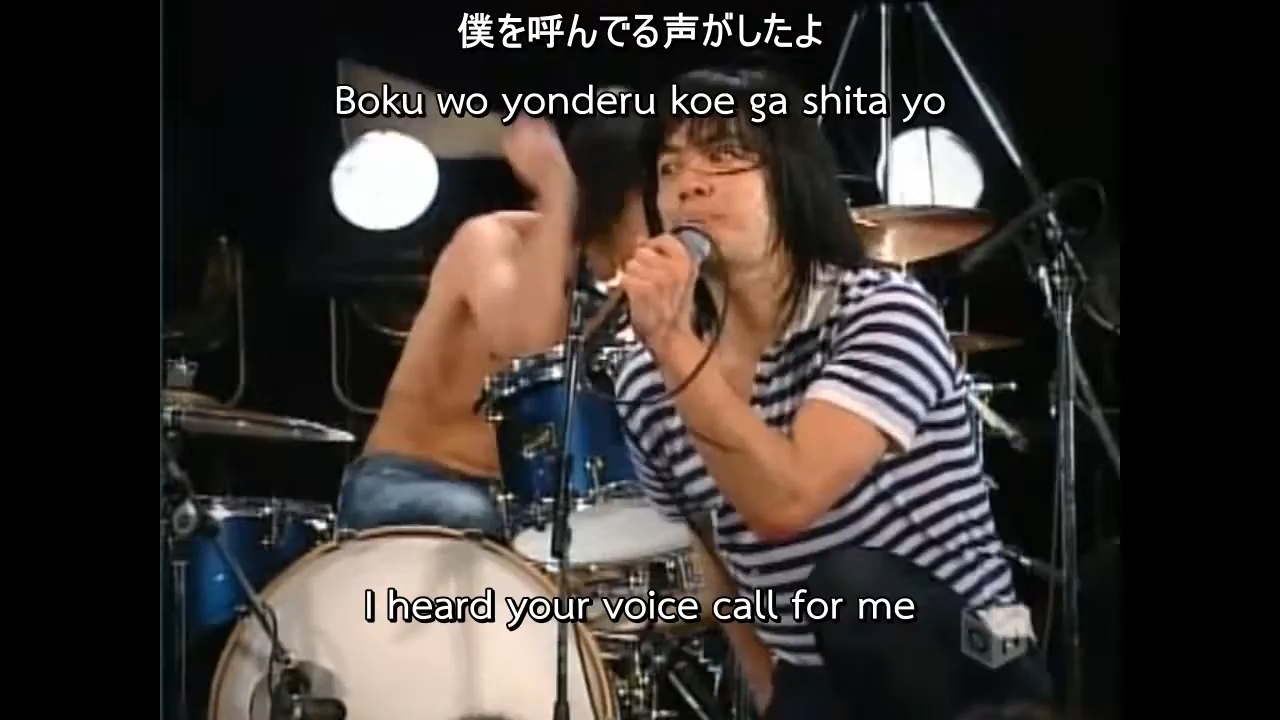 僕を呼んでる声がしたよ
Boku wo yonderu koe ga shita yo
I heard your voice call for me